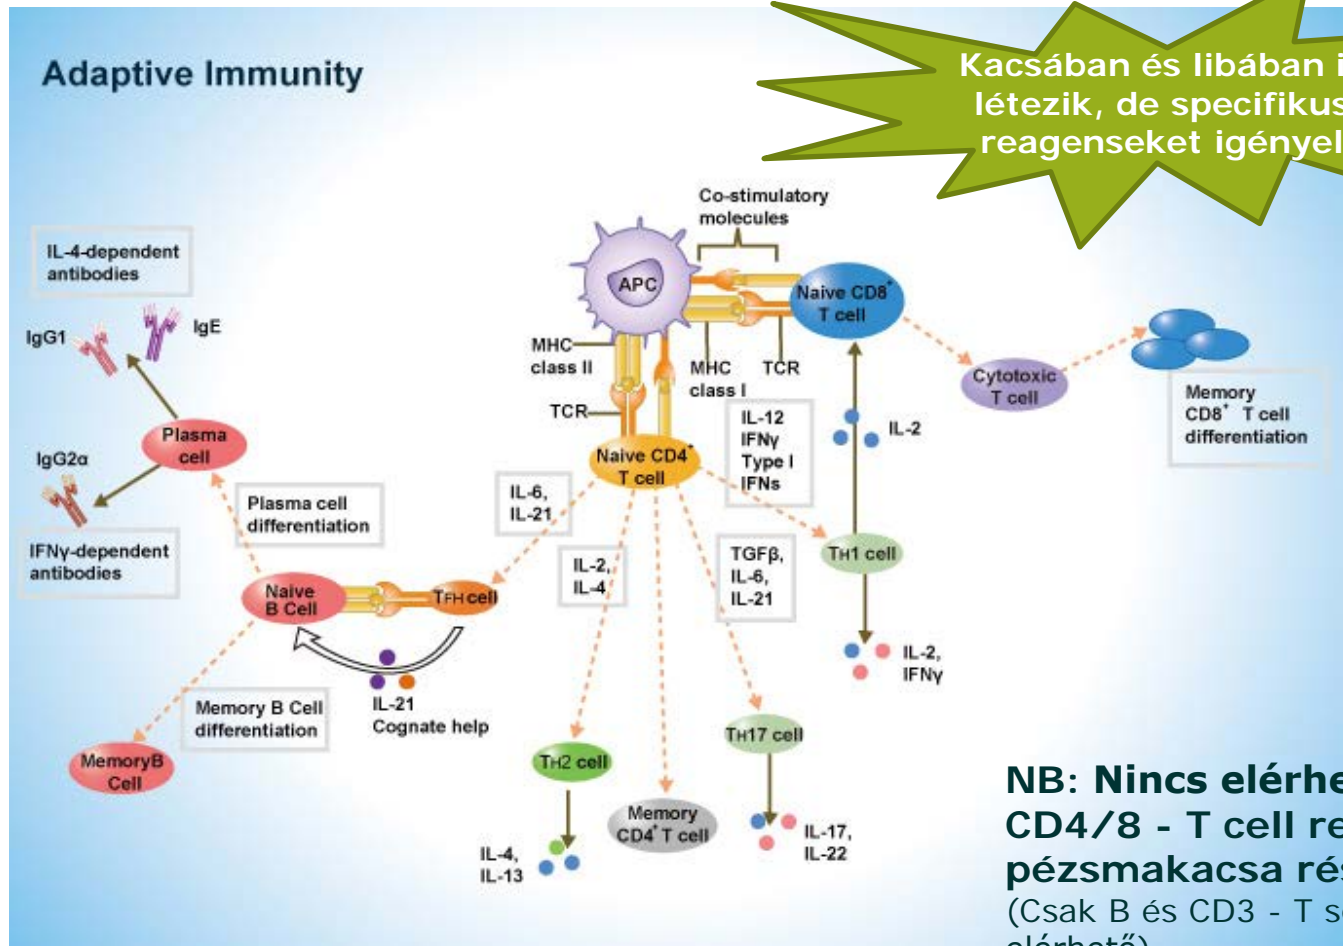 Adaptive Immunity
Kacsában és libában
létezik, de specifikus
reagenseket igényel
Co-stimulatory
molecules
IL-4-dependent
antibodies
IgG1
IgE
APC
Naive CD8⁺
T cell
MHC
class II
MHC
class I
TCR
TCR
Cytotoxic
T cell
Memory
CD8⁺ T cell
differentiation
IL-12
IFNγ
Type I
IFNs
IL-2
Plasma
cell
Naive CD4⁺
T cell
IgG2α
IL-6,
IL-21
Plasma cell
differentiation
IFNγ-dependent
antibodies
IL-2,
IL-4
TGFβ,
IL-6,
IL-21
TH1 cell
Naive
B Cell
TFH cell
IL-2,
IFNγ
IL-21
Cognate help
Memory B Cell
differentiation
TH17 cell
MemoryB
Cell
TH2 cell
Memory
CD4⁺ T cell
IL-17,
IL-22
IL-4,
IL-13
NB: Nincs
CD4/8 - T cell
pézsmakacsa
(Csak B és CD3 - T